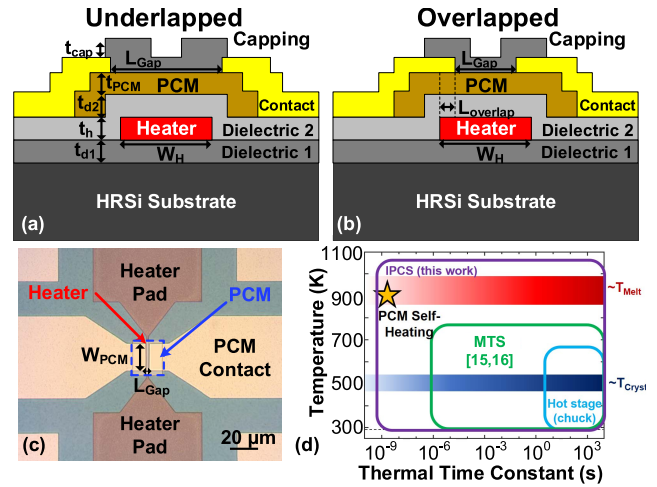 Underlapped
Capping
t_cap
L_Gap
t_PCM
PCM
t_d2
Contact
t_h
Heater
Dielectric 2
t_d1
W_H
Dielectric 1
HRSi Substrate
(a)
Overlapped
Capping
L_Gap
PCM
Contact
L_overlap
Heater
Dielectric 2
W_H
Dielectric 1
HRSi Substrate
(b)
Heater
Pad
Heater
PCM
W_PCM
PCM
Contact
L_Gap
Heater
Pad
20 µm
(c)
Temperature (K)
1100
900
700
500
300
IPCS (this work)
PCM Self-
Heating
MTS
[15,16]
Hot stage
(chuck)
~T_Melt
~T_Cryst
10^-9
10^-6
10^-3
10^0
10^3
Thermal Time Constant (s)
(d)